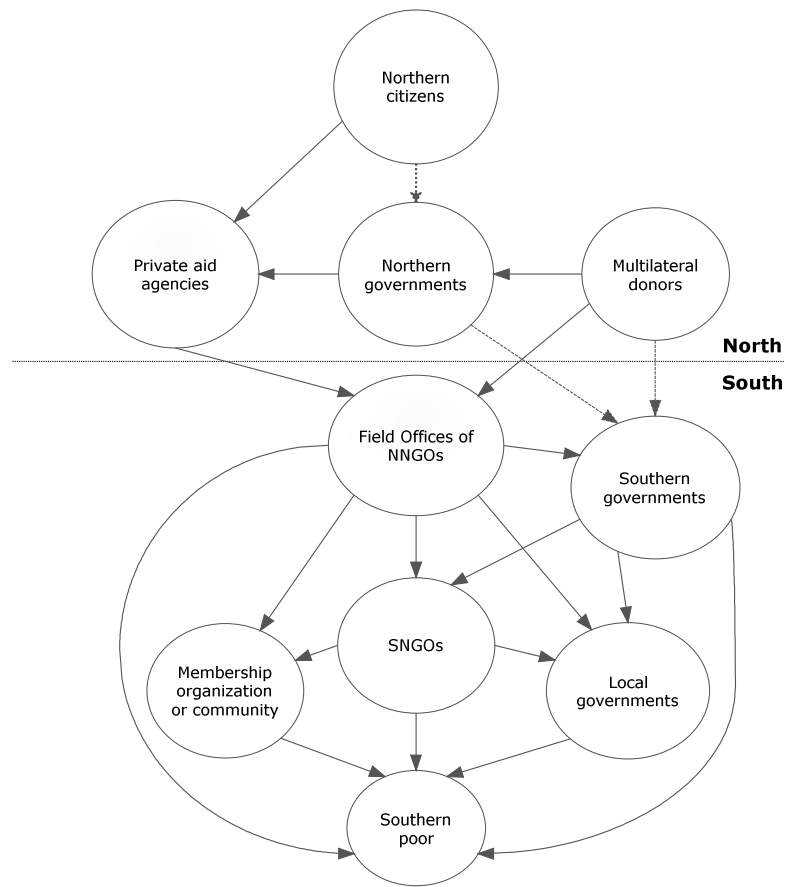 Northern
citizens
Private aid
agencies
Northern
governments
Multilateral
donors
North
South
Field Offices of
NNGOs
Southern
governments
SNGOs
Membership
organization
or community
Local
governments
Southern
poor